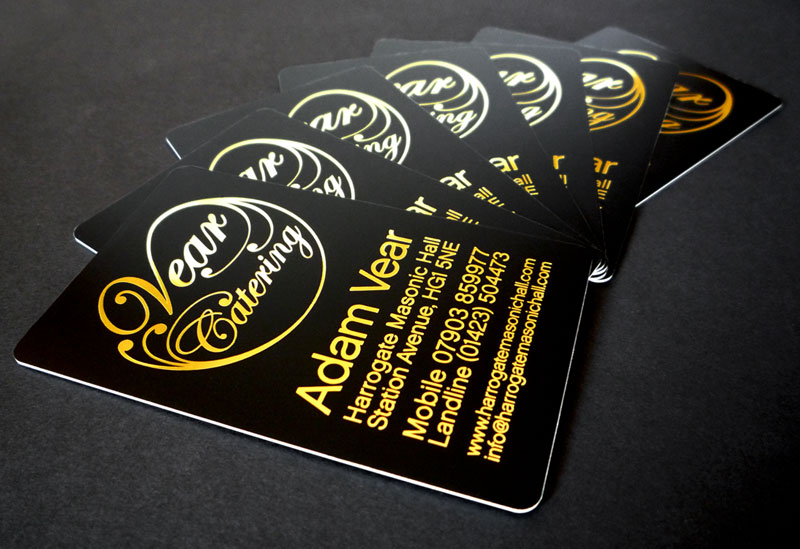 Vear
Catering
Adam Vear
Harrogate Masonic Hall
Station Avenue, HG1 5NE
Mobile 07903 859977
Landline (01423) 504473
www.harrogatemasonichall.com
info@harrogatemasonichall.com